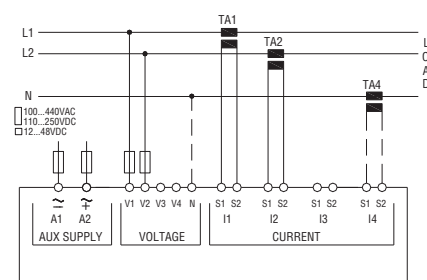 TA1
L1
TA2
L2
L
O
A
D
N
TA4
100...440VAC
110...250VDC
12...48VDC
V1 V2 V3 V4 N S1 S2 S1 S2 S1 S2 S1 S2
A1 A2 I1 I2 I3 I4
AUX SUPPLY VOLTAGE CURRENT